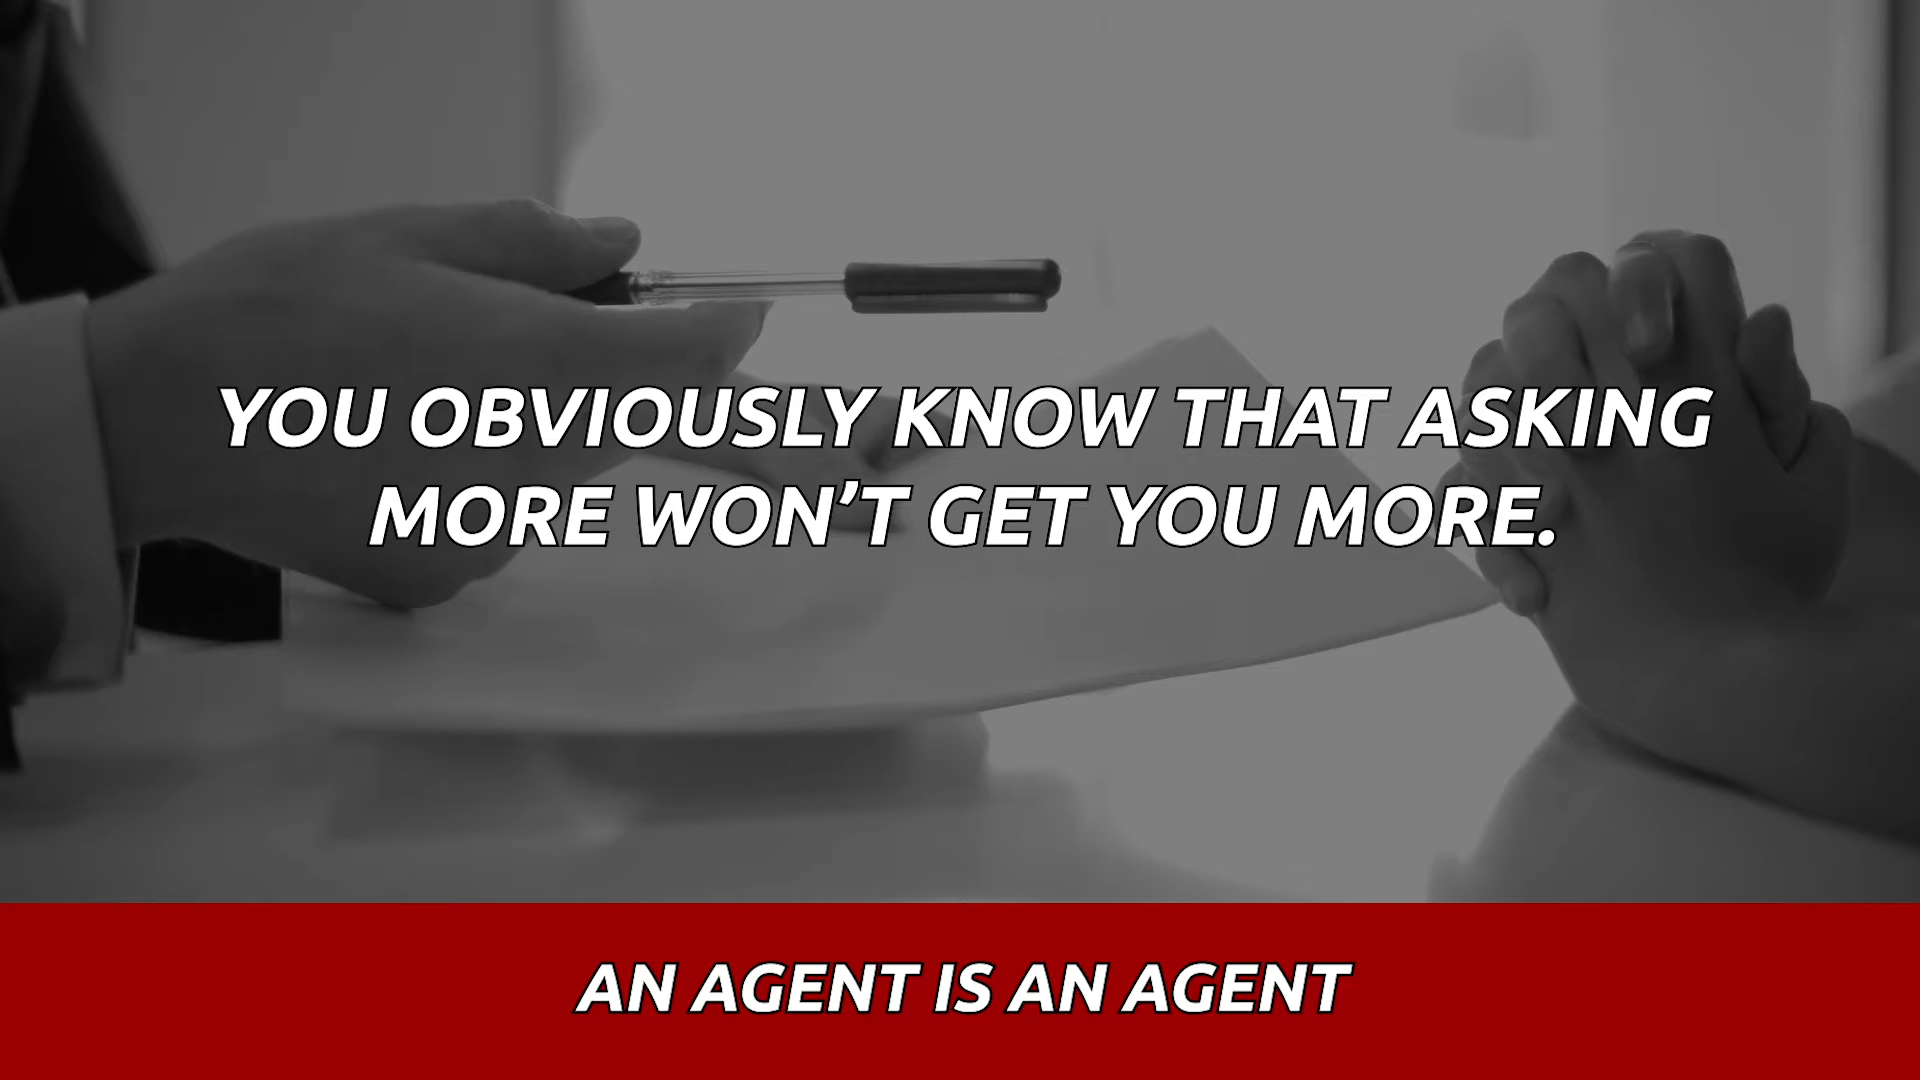 YOU OBVIOUSLY KNOW THAT ASKING
MORE WON’T GET YOU MORE.
AN AGENT IS AN AGENT